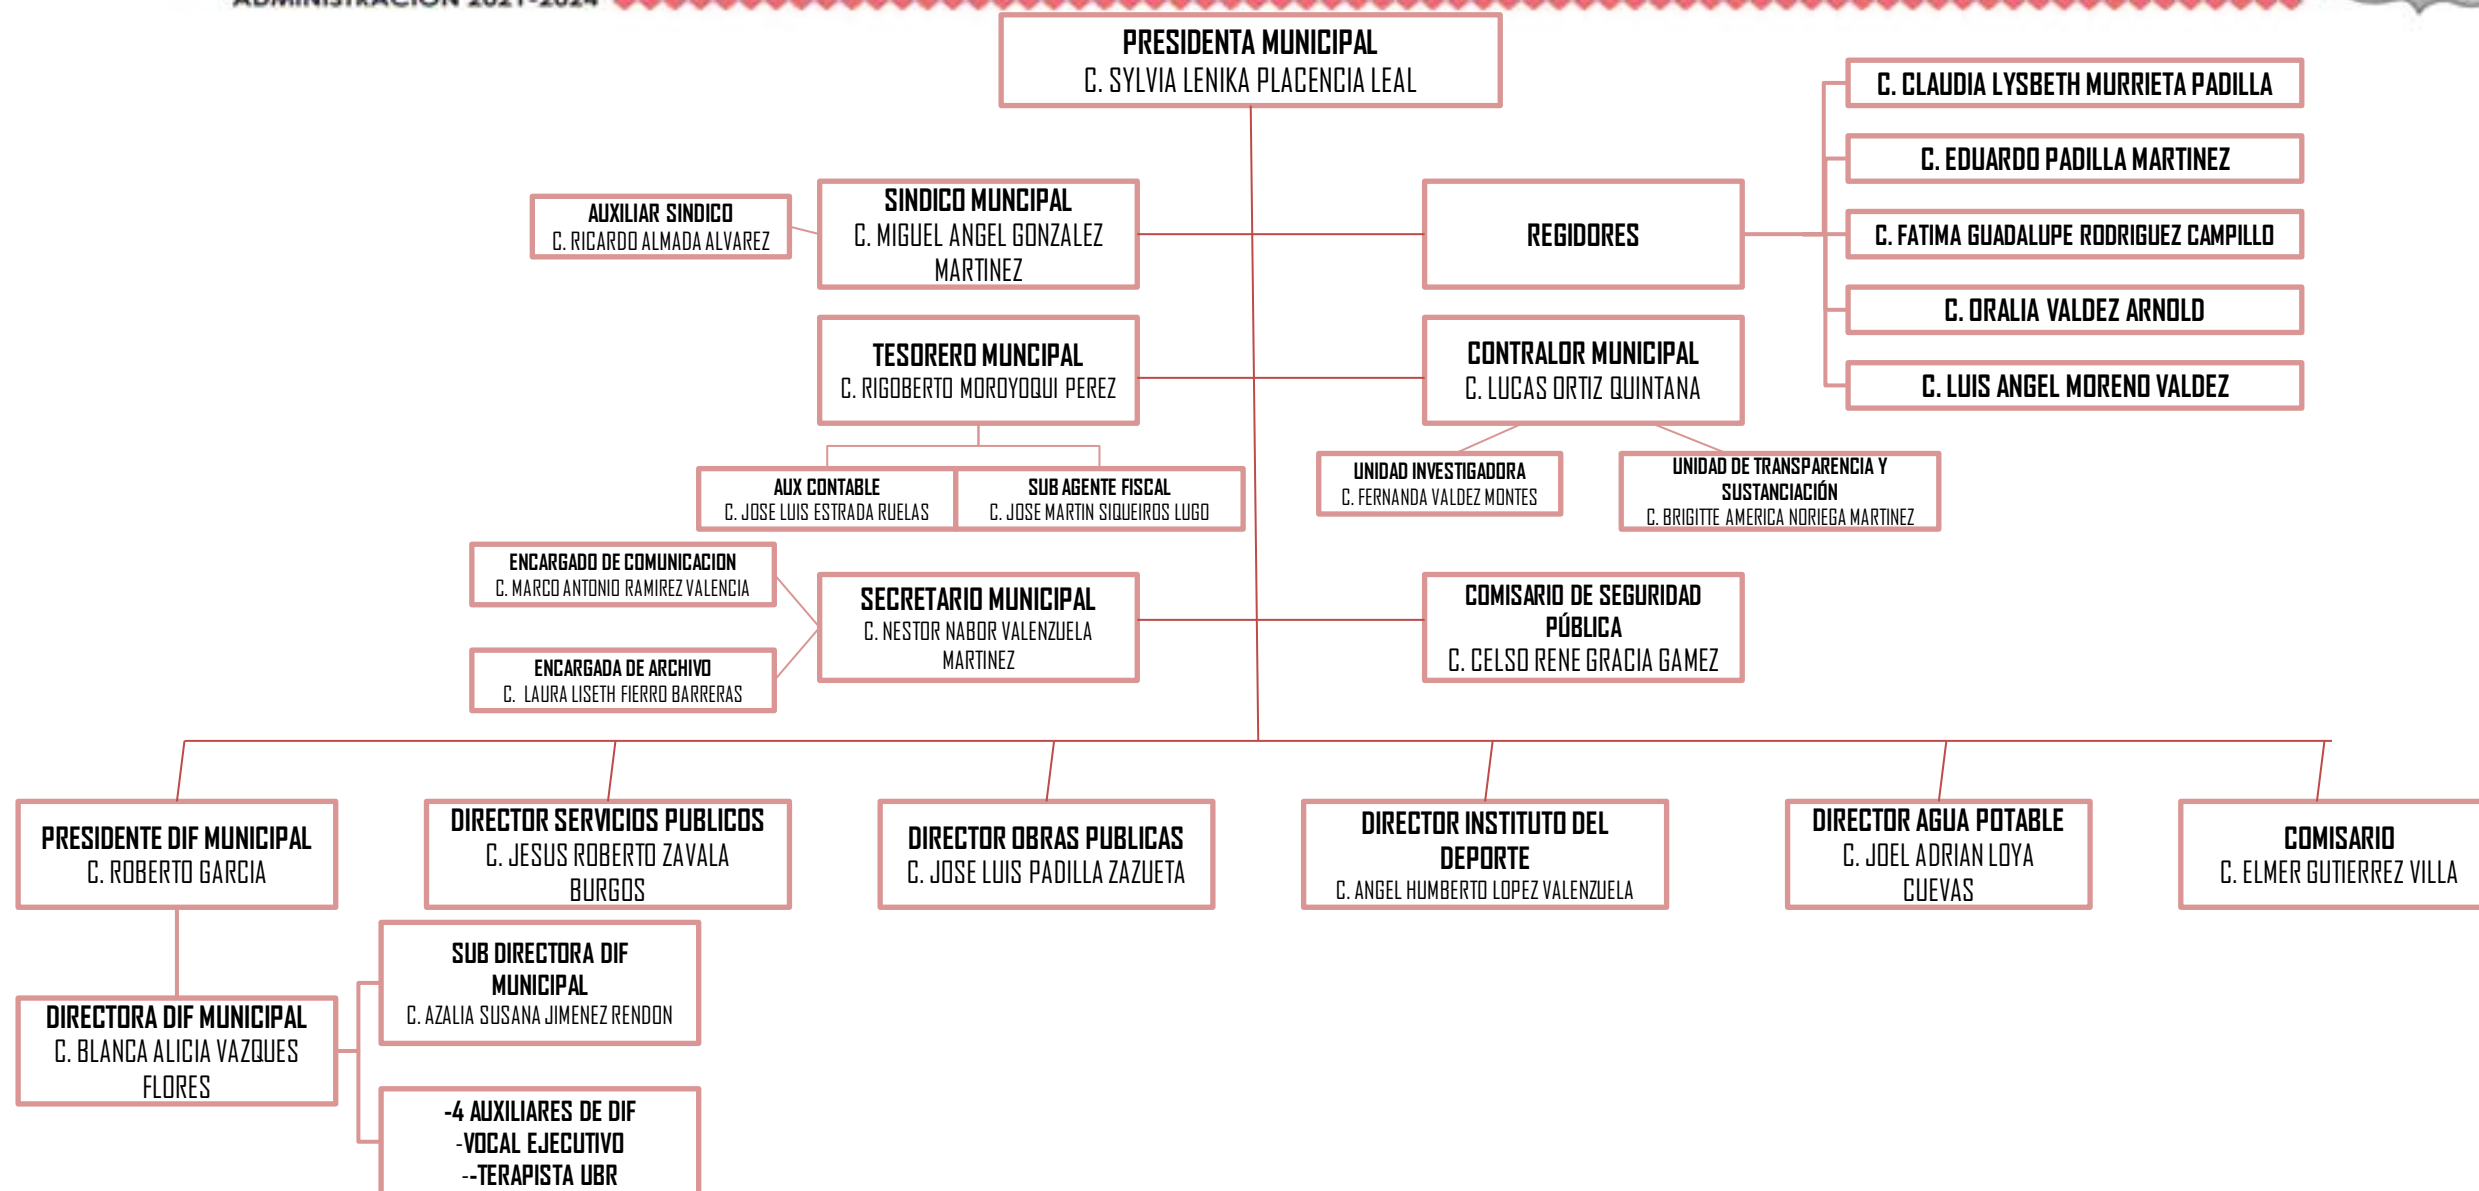 ADMINISTRACIÓN 2021-2024
PRESIDENTA MUNICIPAL
C. SYLVIA LENIKA PLACENCIA LEAL
C. CLAUDIA LYSBETH MURRIETA PADILLA
C. EDUARDO PADILLA MARTINEZ
C. FATIMA GUADALUPE RODRIGUEZ CAMPILLO
C. ORALIA VALDEZ ARNOLD
C. LUIS ANGEL MORENO VALDEZ
AUXILIAR SINDICO
C. RICARDO ALMADA ALVAREZ
SINDICO MUNCIPAL
C. MIGUEL ANGEL GONZALEZ
MARTINEZ
REGIDORES
TESORERO MUNCIPAL
C. RIGOBERTO MOROYOQUI PEREZ
CONTRALOR MUNICIPAL
C. LUCAS ORTIZ QUINTANA
AUX CONTABLE
C. JOSE LUIS ESTRADA RUELAS
SUB AGENTE FISCAL
C. JOSE MARTIN SIQUEIROS LUGO
UNIDAD INVESTIGADORA
C. FERNANDA VALDEZ MONTES
UNIDAD DE TRANSPARENCIA Y
SUSTANCIACIÓN
C. BRIGITTE AMERICA NORIEGA MARTINEZ
ENCARGADO DE COMUNICACION
C. MARCO ANTONIO RAMIREZ VALENCIA
ENCARGADA DE ARCHIVO
C. LAURA LISETH FIERRO BARRERAS
SECRETARIO MUNICIPAL
C. NESTOR NABOR VALENZUELA
MARTINEZ
COMISARIO DE SEGURIDAD
PÚBLICA
C. CELSO RENE GRACIA GAMEZ
PRESIDENTE DIF MUNICIPAL
C. ROBERTO GARCIA
DIRECTOR SERVICIOS PUBLICOS
C. JESUS ROBERTO ZAVALA
BURGOS
DIRECTOR OBRAS PUBLICAS
C. JOSE LUIS PADILLA ZAZUETA
DIRECTOR INSTITUTO DEL
DEPORTE
C. ANGEL HUMBERTO LOPEZ VALENZUELA
DIRECTOR AGUA POTABLE
C. JOEL ADRIAN LOYA
CUEVAS
COMISARIO
C. ELMER GUTIERREZ VILLA
DIRECTORA DIF MUNICIPAL
C. BLANCA ALICIA VAZQUES
FLORES
SUB DIRECTORA DIF
MUNICIPAL
C. AZALIA SUSANA JIMENEZ RENDON
-4 AUXILIARES DE DIF
-VOCAL EJECUTIVO
--TERAPISTA UBR